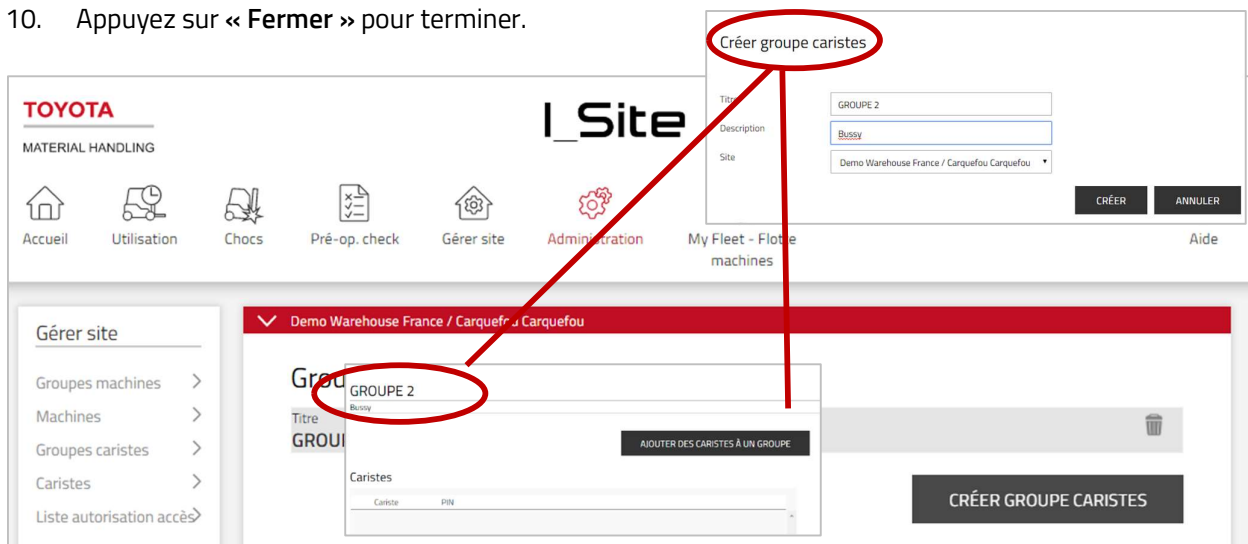 10. Appuyez sur « Fermer » pour terminer.
Créer groupe caristes
Titre
GROUPE 2
Description
Bussy
Site
Demo Warehouse France / Carquefou Carquefou
CRÉER
ANNULER
TOYOTA
MATERIAL HANDLING
I_Site
Accueil
Utilisation
Chocs
Pré-op. check
Gérer site
Administration
My Fleet - Flotte
machines
Aide
Gérer site
Groupes machines
Machines
Groupes caristes
Caristes
Liste autorisation accès
Demo Warehouse France / Carquefou Carquefou
Titre
GROUPE 2
Bussy
AJOUTER DES CARISTES À UN GROUPE
Caristes
Cariste PIN
CRÉER GROUPE CARISTES